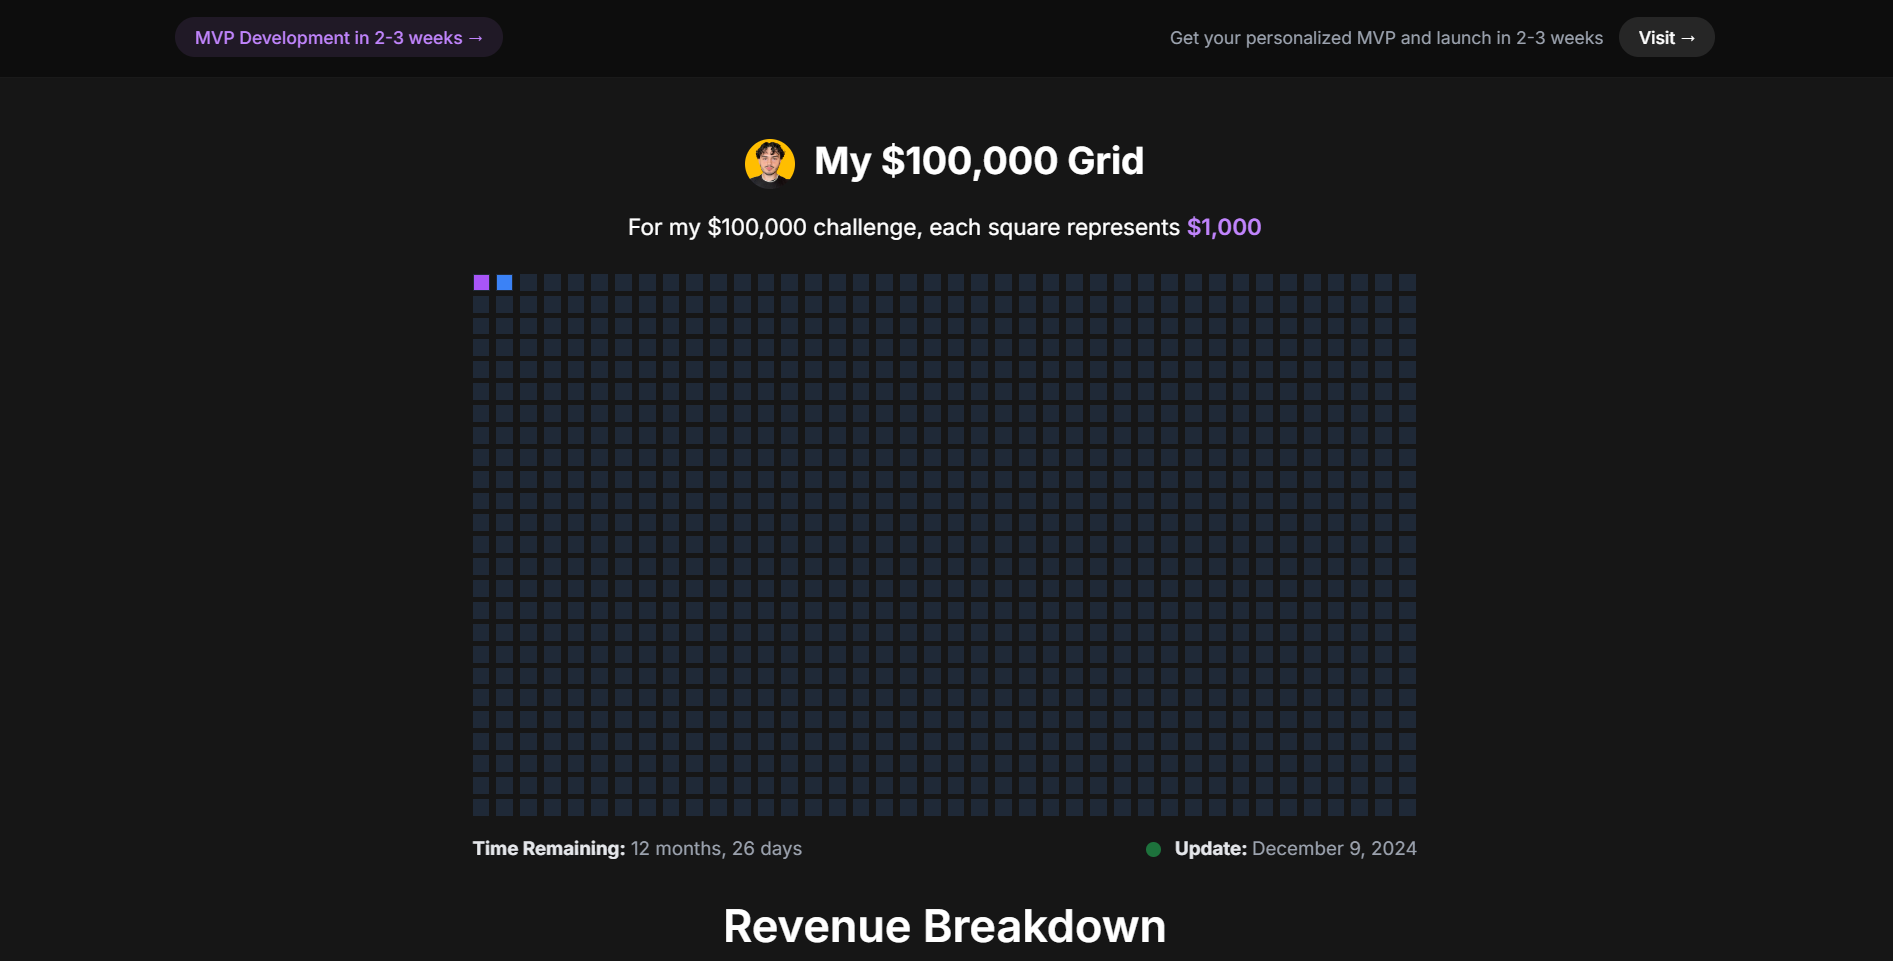 MVP Development in 2-3 weeks →
Get your personalized MVP and launch in 2-3 weeks
Visit →
My $100,000 Grid
For my $100,000 challenge, each square represents $1,000
Time Remaining: 12 months, 26 days
Update: December 9, 2024
Revenue Breakdown